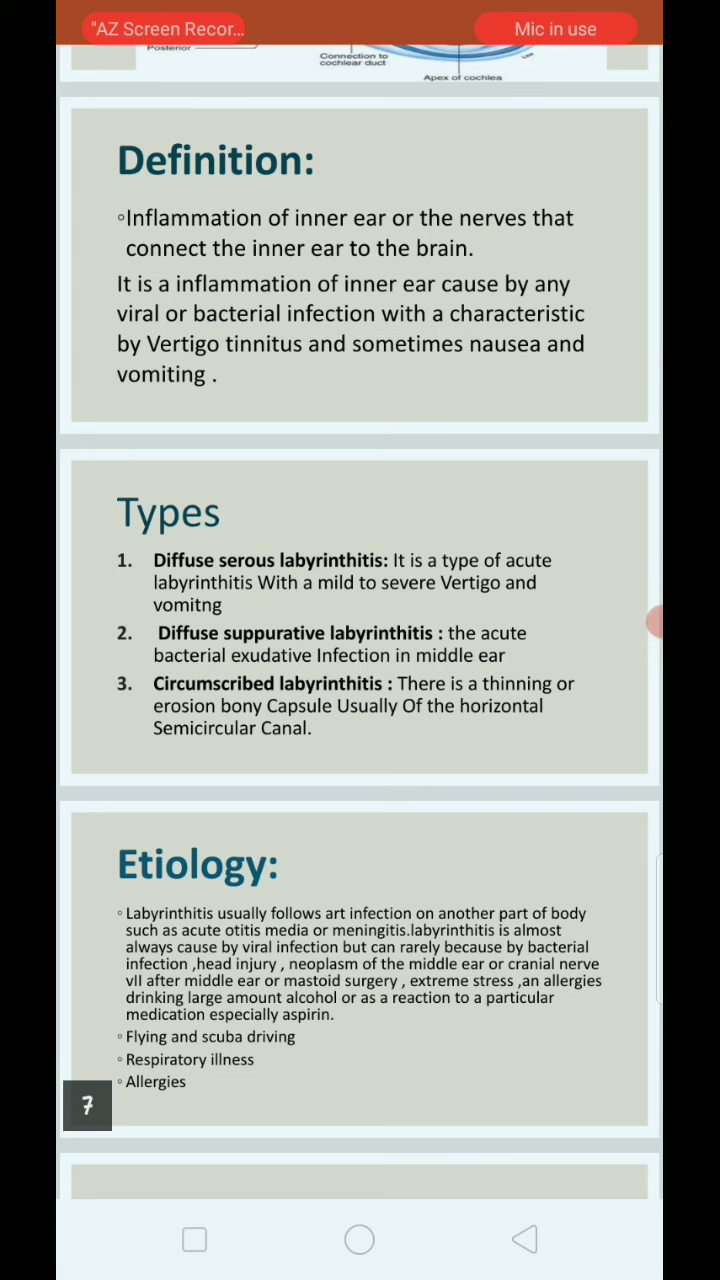 "AZ Screen Recor...
Mic in use
Posterior
Connection to
cochlear duct
Apex of cochlea
Definition:
◦Inflammation of inner ear or the nerves that
connect the inner ear to the brain.
It is a inflammation of inner ear cause by any
viral or bacterial infection with a characteristic
by Vertigo tinnitus and sometimes nausea and
vomiting .
Types
1. Diffuse serous labyrinthitis: It is a type of acute
labyrinthitis With a mild to severe Vertigo and
vomitng
2. Diffuse suppurative labyrinthitis : the acute
bacterial exudative Infection in middle ear
3. Circumscribed labyrinthitis : There is a thinning or
erosion bony Capsule Usually Of the horizontal
Semicircular Canal.
Etiology:
◦ Labyrinthitis usually follows art infection on another part of body
such as acute otitis media or meningitis.labyrinthitis is almost
always cause by viral infection but can rarely because by bacterial
infection ,head injury , neoplasm of the middle ear or cranial nerve
vII after middle ear or mastoid surgery , extreme stress ,an allergies
drinking large amount alcohol or as a reaction to a particular
medication especially aspirin.
◦ Flying and scuba driving
◦ Respiratory illness
◦ Allergies
7